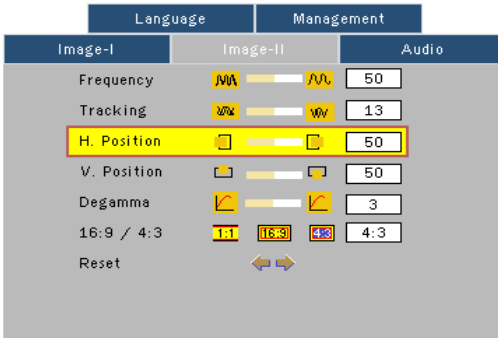 Language Management
Image-I Image-II Audio
Frequency 50
Tracking 13
H. Position 50
V. Position 50
Degamma 3
16:9 / 4:3 1:1 16:9 4:3 4:3
Reset